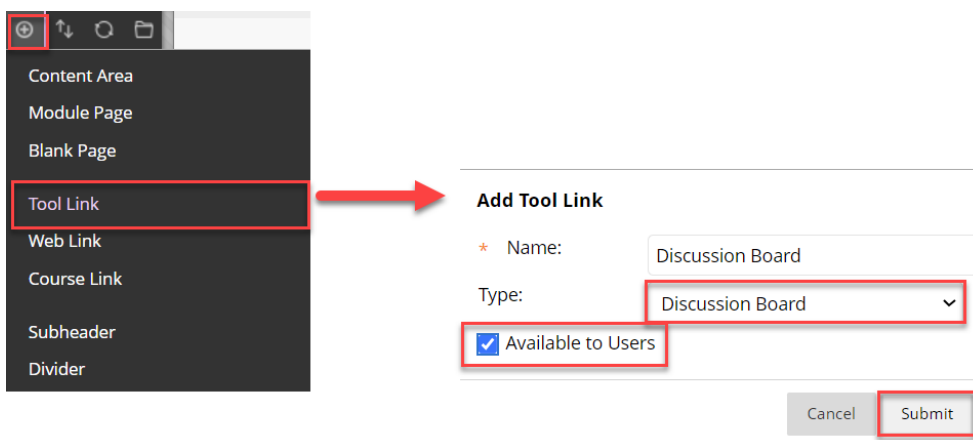 Content Area
Module Page
Blank Page
Tool Link
Web Link
Course Link
Subheader
Divider
Add Tool Link
* Name:
Discussion Board
Type:
Discussion Board
Available to Users
Cancel
Submit